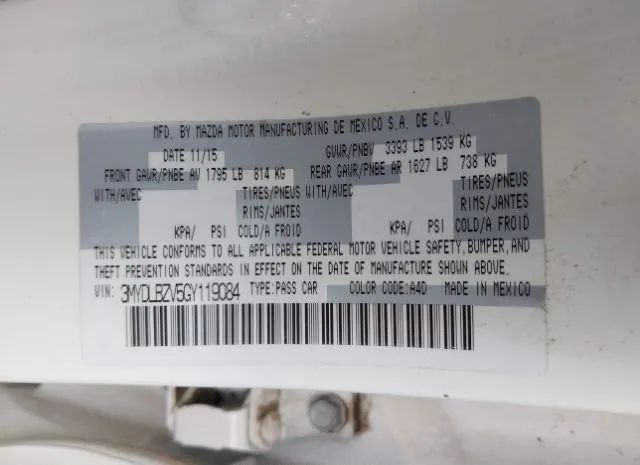 MFD. BY MAZDA MOTOR MANUFACTURING DE MEXICO S.A. DE C.V.
DATE 11/15 GVWR/PNBV 3393 LB 1539 KG
FRONT GAWR/PNBE AV 1795 LB 814 KG REAR GAWR/PNBE AR 1627 LB 738 KG
WITH/AVEC TIRES/PNEUS WITH/AVEC TIRES/PNEUS
RIMS/JANTES RIMS/JANTES
KPA/ PSI COLD/A FROID KPA/ PSI COLD/A FROID
THIS VEHICLE CONFORMS TO ALL APPLICABLE FEDERAL MOTOR VEHICLE SAFETY, BUMPER, AND
THEFT PREVENTION STANDARDS IN EFFECT ON THE DATE OF MANUFACTURE SHOWN ABOVE.
VIN: 3MYDLBZV5GY119084 TYPE:PASS CAR COLOR CODE:A4D MADE IN MEXICO